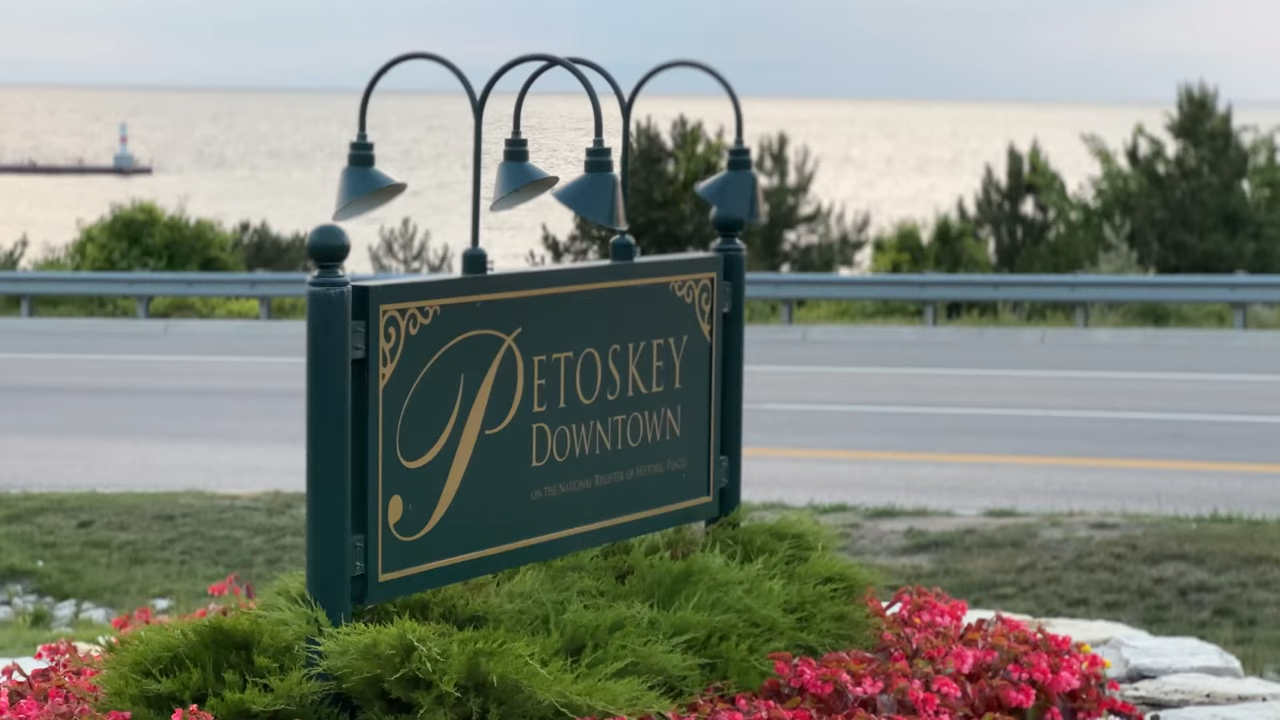 PETOSKEY
DOWNTOWN
ON THE NATIONAL REGISTER OF HISTORIC PLACES